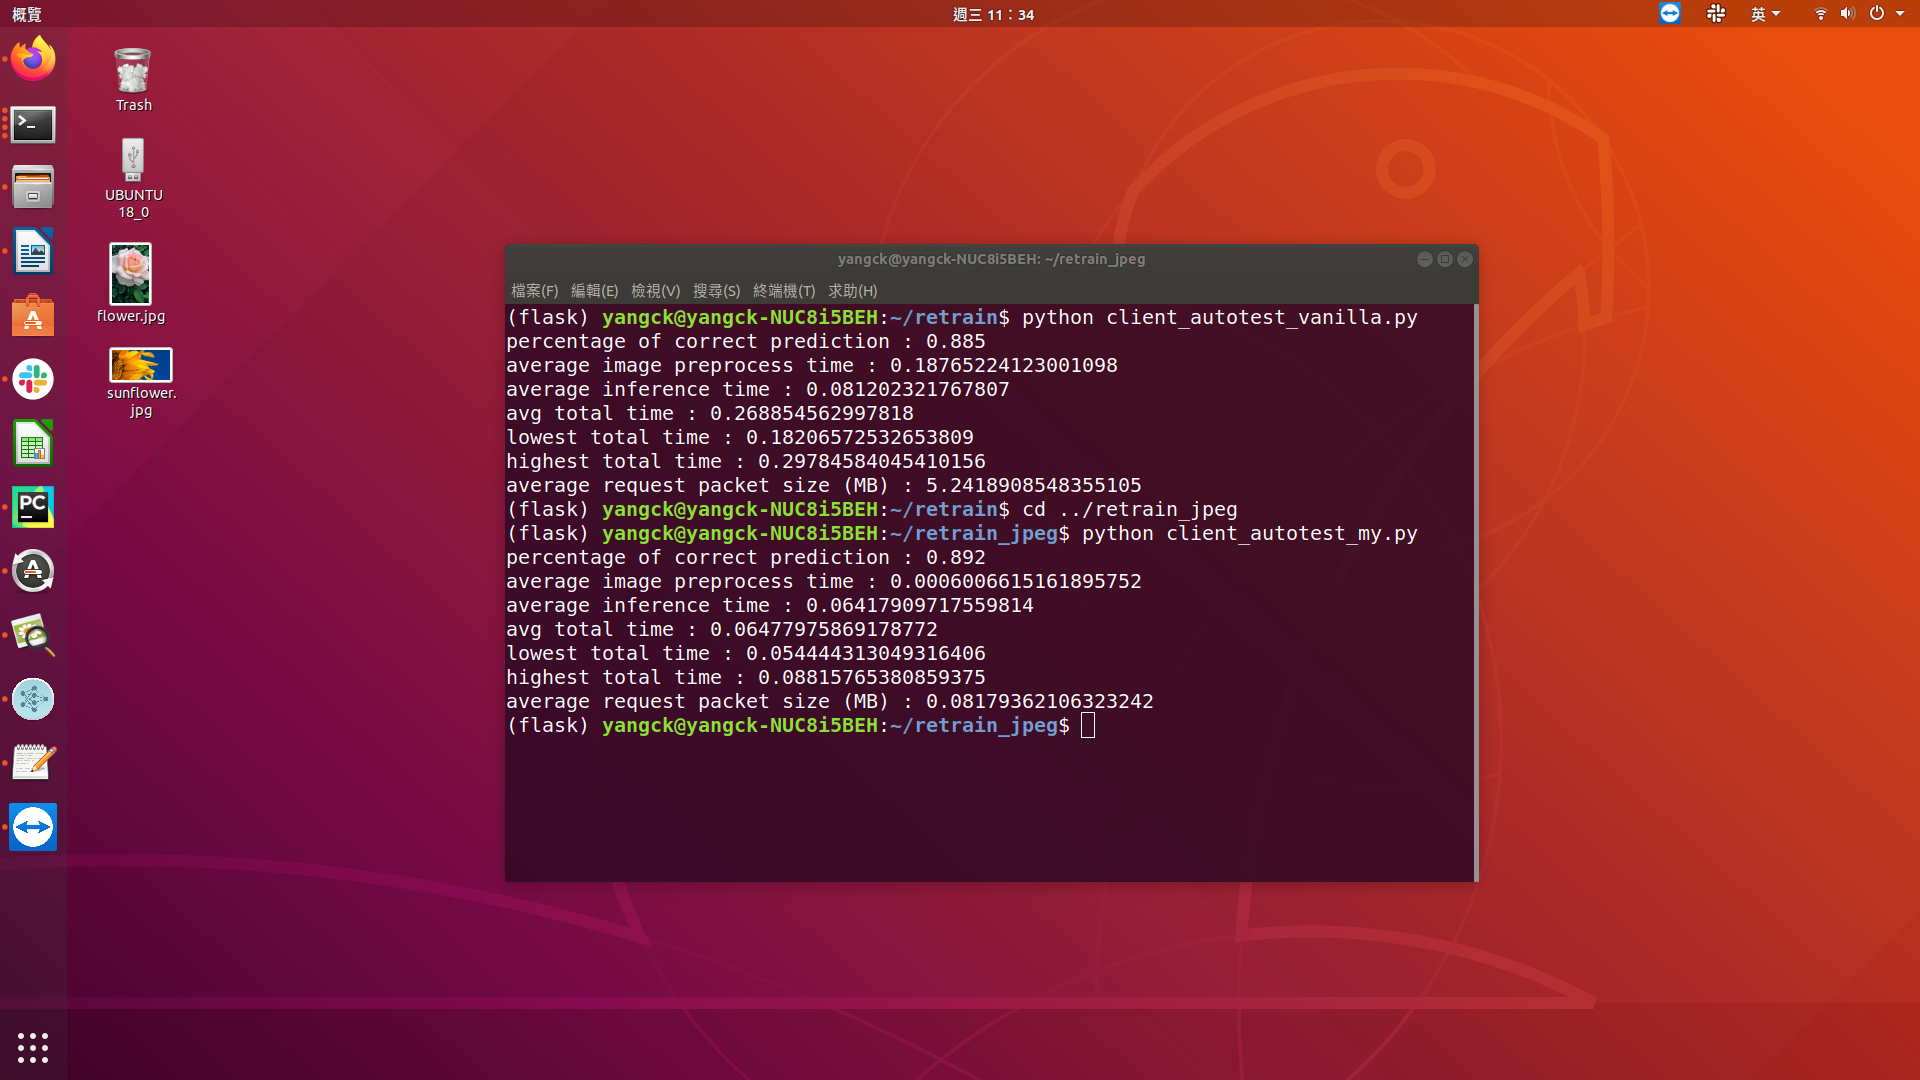 概覽
週三 11：34
英
Trash
UBUNTU
18_0
flower.jpg
sunflower.
jpg
PC
yangck@yangck-NUC8i5BEH: ~/retrain_jpeg
檔案(F) 編輯(E) 檢視(V) 搜尋(S) 終端機(T) 求助(H)
(flask) yangck@yangck-NUC8i5BEH:~/retrain$ python client_autotest_vanilla.py
percentage of correct prediction : 0.885
average image preprocess time : 0.18765224123001098
average inference time : 0.081202321767807
avg total time : 0.268854562997818
lowest total time : 0.18206572532653809
highest total time : 0.29784584045410156
average request packet size (MB) : 5.2418908548355105
(flask) yangck@yangck-NUC8i5BEH:~/retrain$ cd ../retrain_jpeg
(flask) yangck@yangck-NUC8i5BEH:~/retrain_jpeg$ python client_autotest_my.py
percentage of correct prediction : 0.892
average image preprocess time : 0.0006006615161895752
average inference time : 0.06417909717559814
avg total time : 0.06477975869178772
lowest total time : 0.054444313049316406
highest total time : 0.08815765380859375
average request packet size (MB) : 0.08179362106323242
(flask) yangck@yangck-NUC8i5BEH:~/retrain_jpeg$